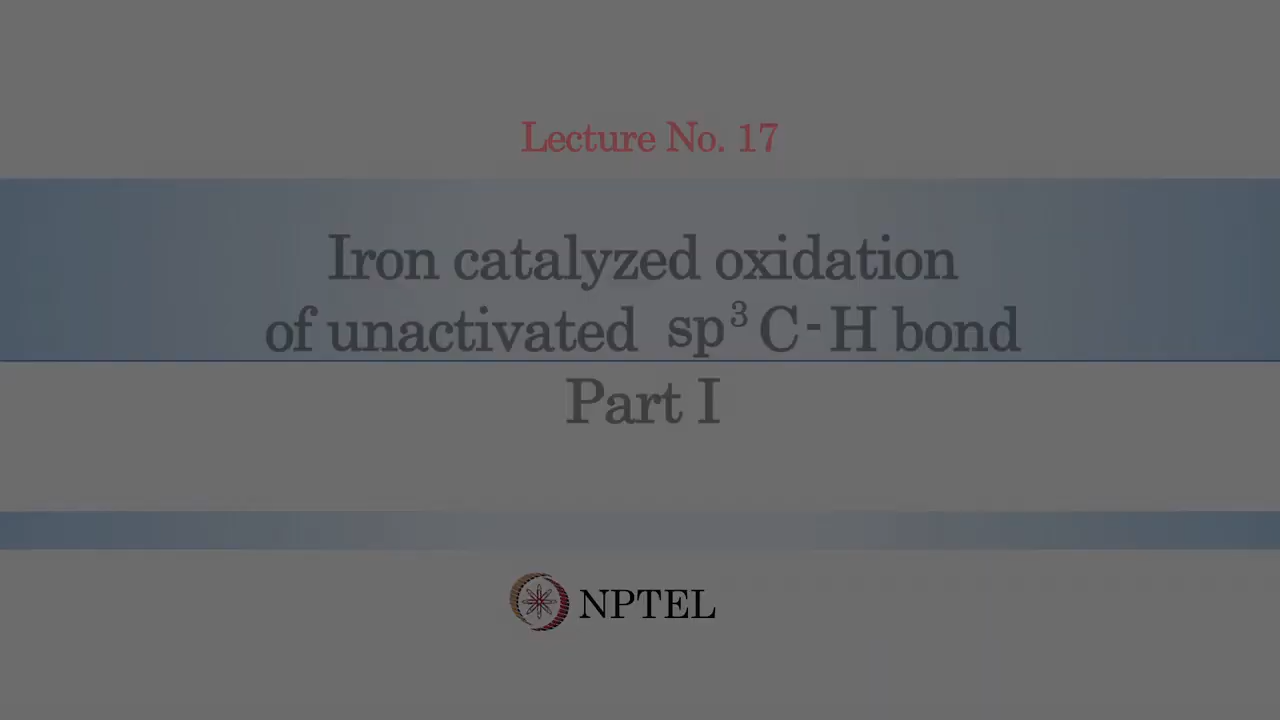 Lecture No. 17
Iron catalyzed oxidation
of unactivated sp³ C-H bond
Part I
NPTEL